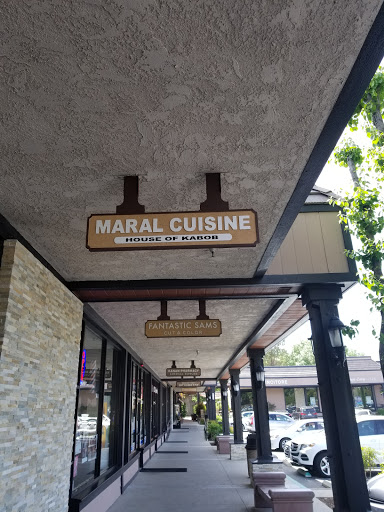 MARAL CUISINE
HOUSE OF KABOB
FANTASTIC SAMS
CUT & COLOR